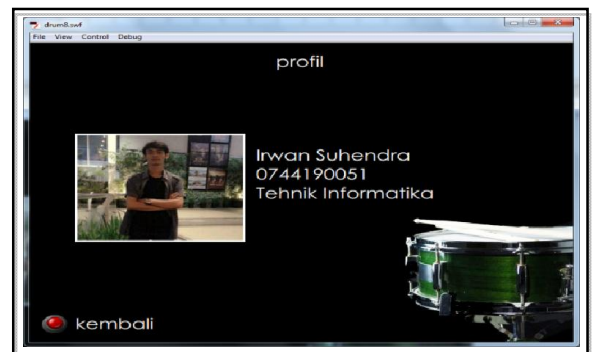 drum8.swf
File View Control Debug
profil
Irwan Suhendra
0744190051
Tehnik Informatika
kembali